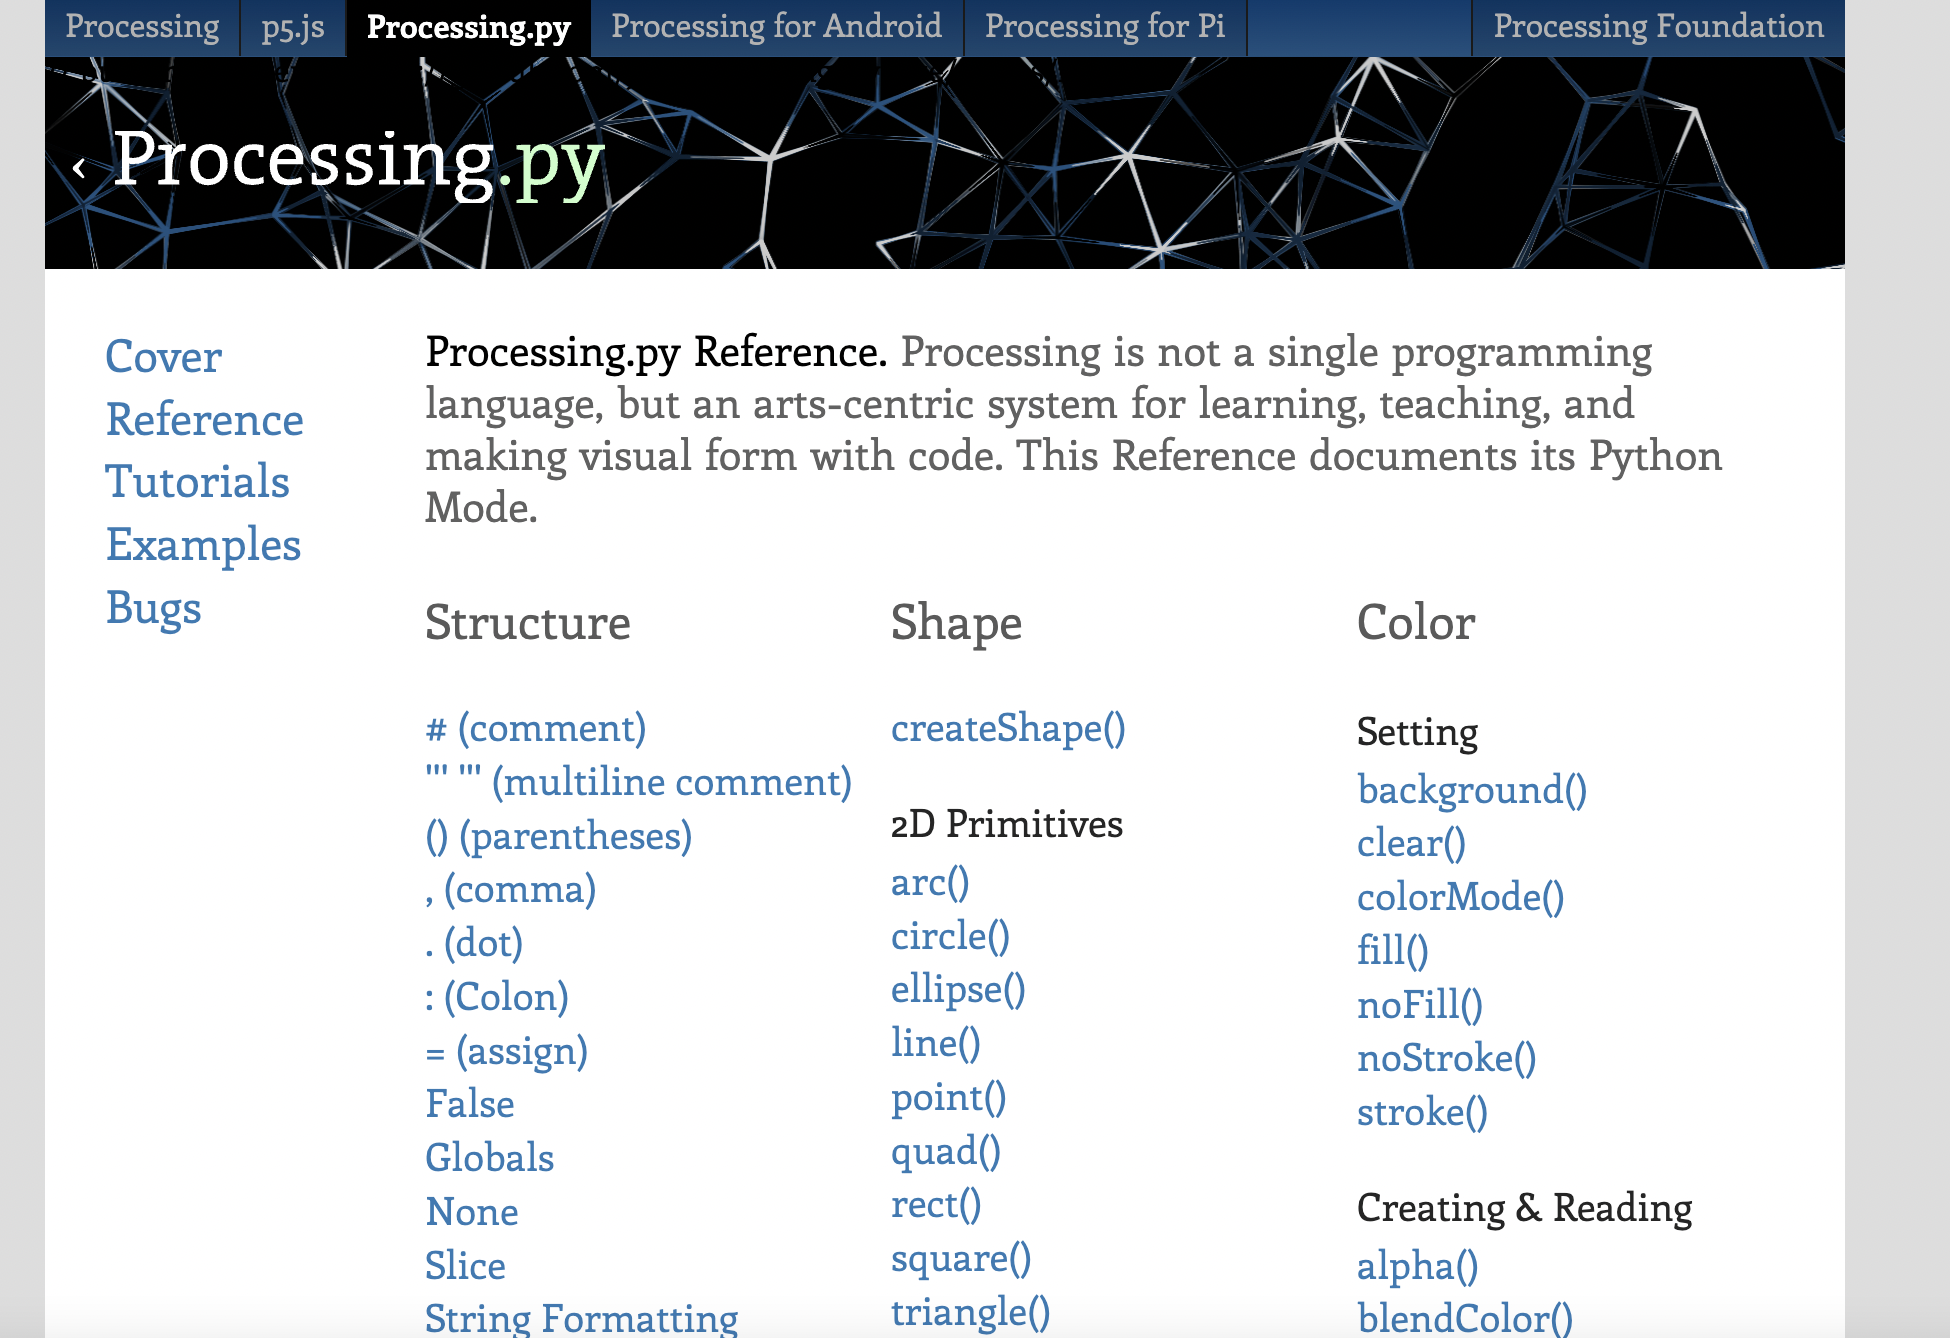 Processing
p5.js
Processing.py
Processing for Android
Processing for Pi
Processing Foundation
‹ Processing.py
Cover
Reference
Tutorials
Examples
Bugs
Processing.py Reference. Processing is not a single programming
language, but an arts-centric system for learning, teaching, and
making visual form with code. This Reference documents its Python
Mode.
Structure
# (comment)
''' ''' (multiline comment)
() (parentheses)
, (comma)
. (dot)
: (Colon)
= (assign)
False
Globals
None
Slice
String Formatting
Shape
createShape()
2D Primitives
arc()
circle()
ellipse()
line()
point()
quad()
rect()
square()
triangle()
Color
Setting
background()
clear()
colorMode()
fill()
noFill()
noStroke()
stroke()
Creating & Reading
alpha()
blendColor()